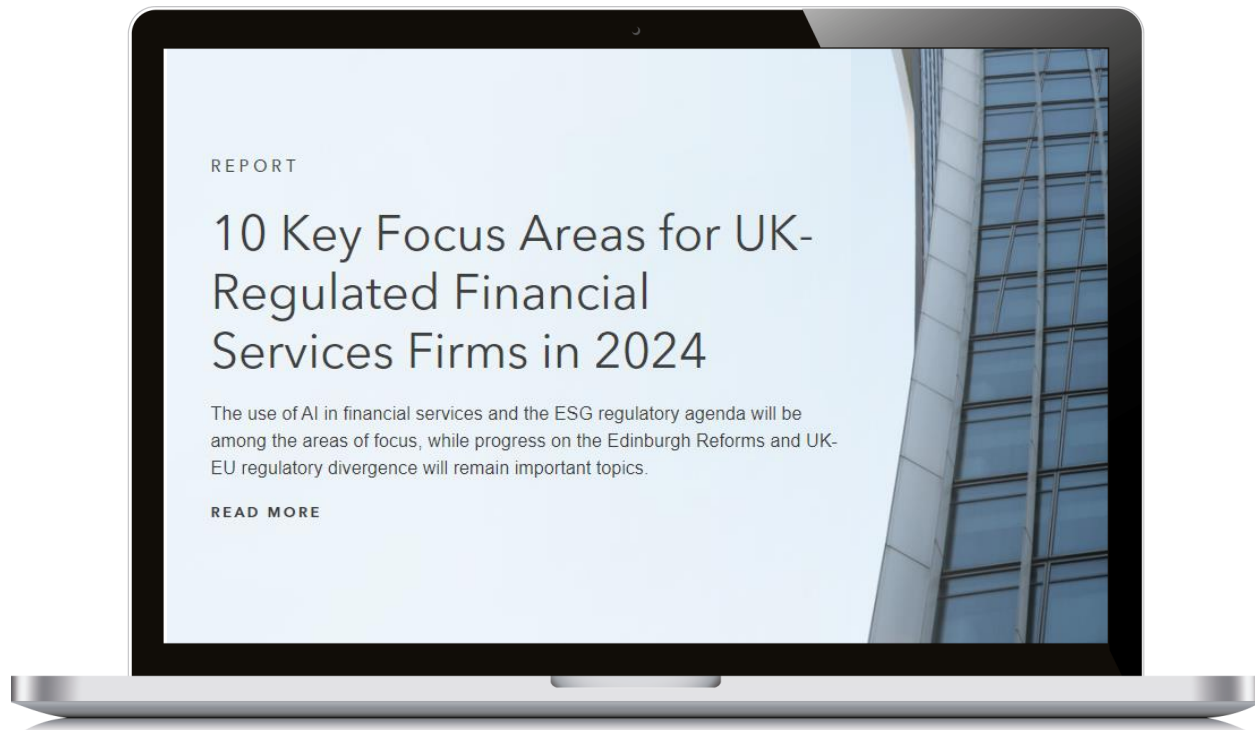 REPORT
10 Key Focus Areas for UK-
Regulated Financial
Services Firms in 2024
The use of AI in financial services and the ESG regulatory agenda will be
among the areas of focus, while progress on the Edinburgh Reforms and UK-
EU regulatory divergence will remain important topics.
READ MORE